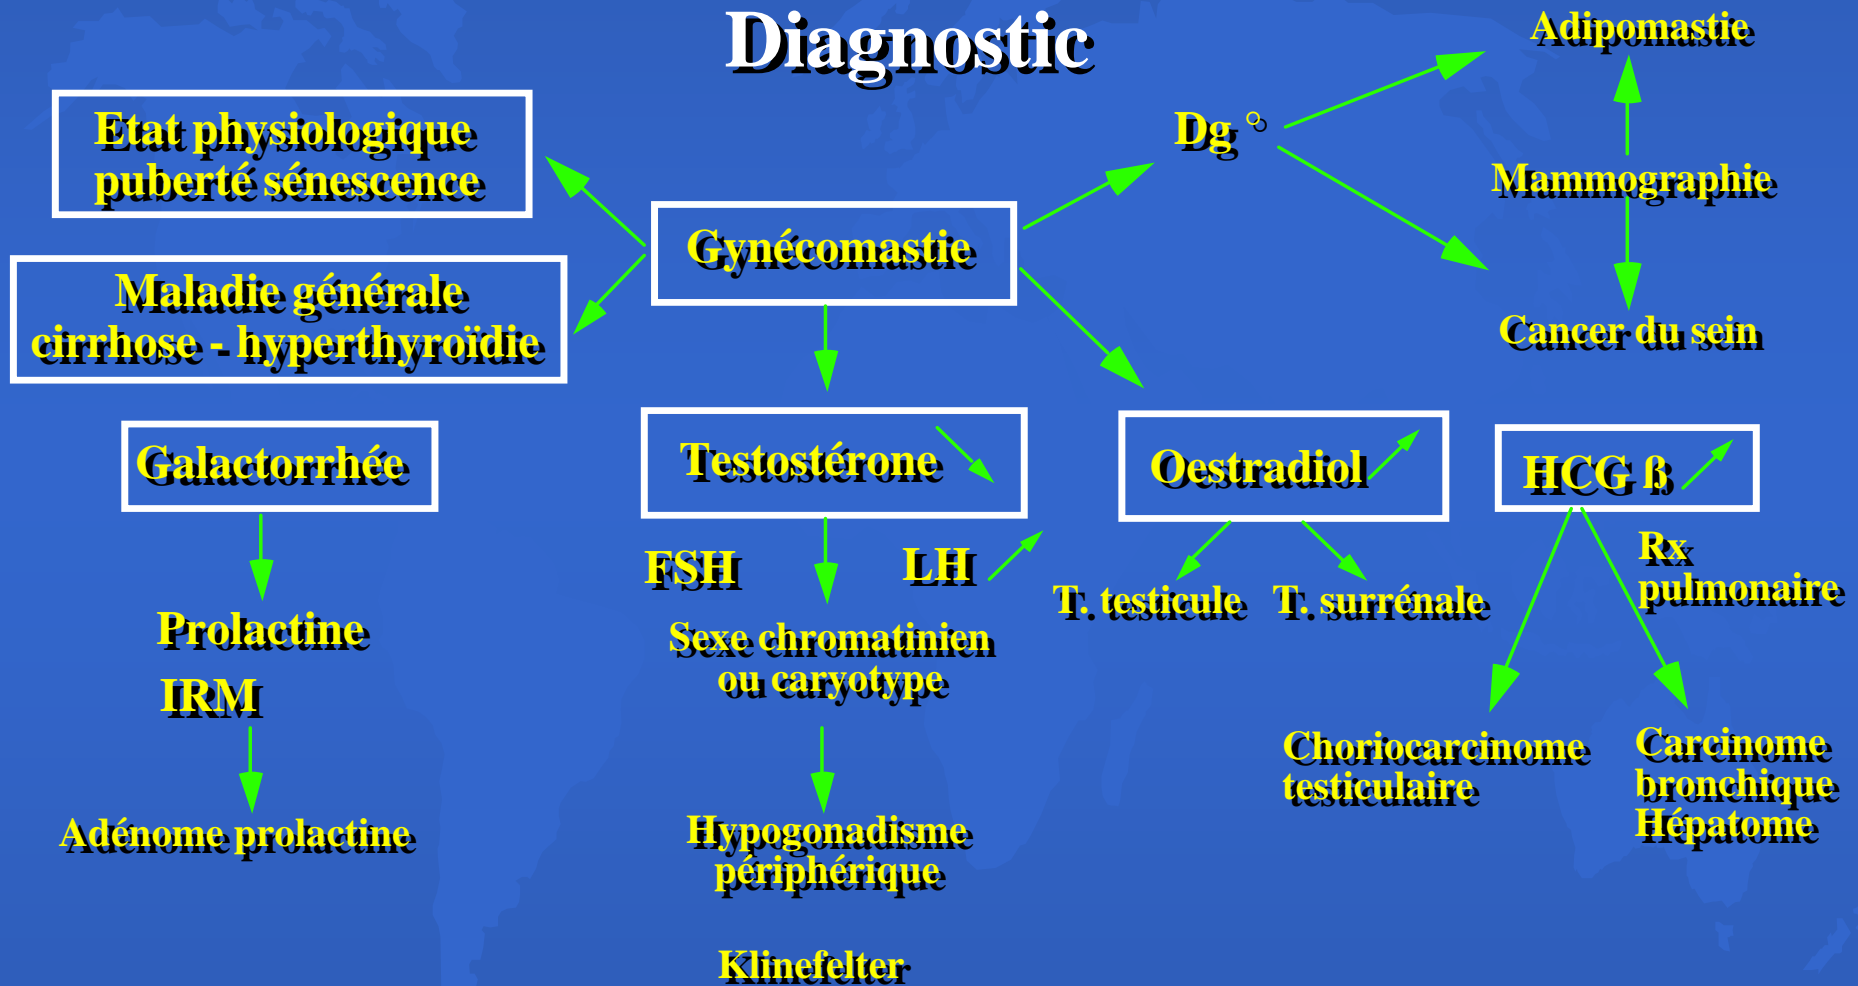 Diagnostic
Adipomastie
Etat physiologique
puberté sénescence
Dg °
Mammographie
Gynécomastie
Maladie générale
cirrhose - hyperthyroïdie
Cancer du sein
Galactorrhée
Testostérone
Oestradiol
HCG ß
FSH
LH
Rx
pulmonaire
T. testicule
T. surrénale
Prolactine
IRM
Sexe chromatinien
ou caryotype
Choriocarcinome
testiculaire
Carcinome
bronchique
Hépatome
Adénome prolactine
Hypogonadisme
périphérique
Klinefelter